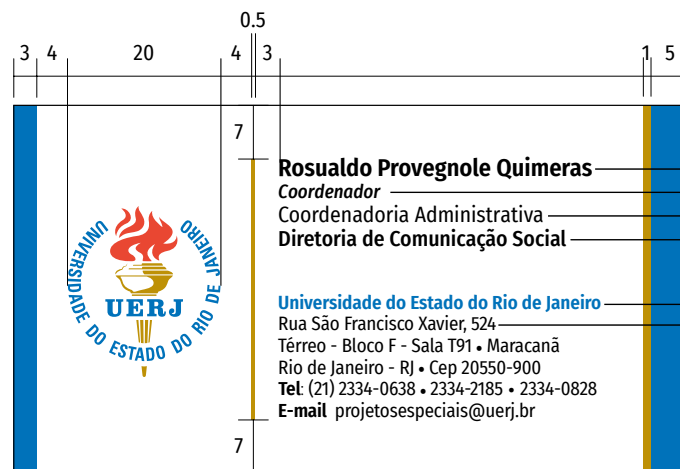 0.5
3 4 20 4 3 1 5
7
Rosualdo Provegnole Quimeras
Coordenador
Coordenadoria Administrativa
Diretoria de Comunicação Social
UNIVERSIDADE DO ESTADO DO RIO DE JANEIRO
UERJ
Universidade do Estado do Rio de Janeiro
Rua São Francisco Xavier, 524
Térreo - Bloco F - Sala T91 • Maracanã
Rio de Janeiro - RJ • Cep 20550-900
Tel: (21) 2334-0638 • 2334-2185 • 2334-0828
E-mail projetosespeciais@uerj.br
7